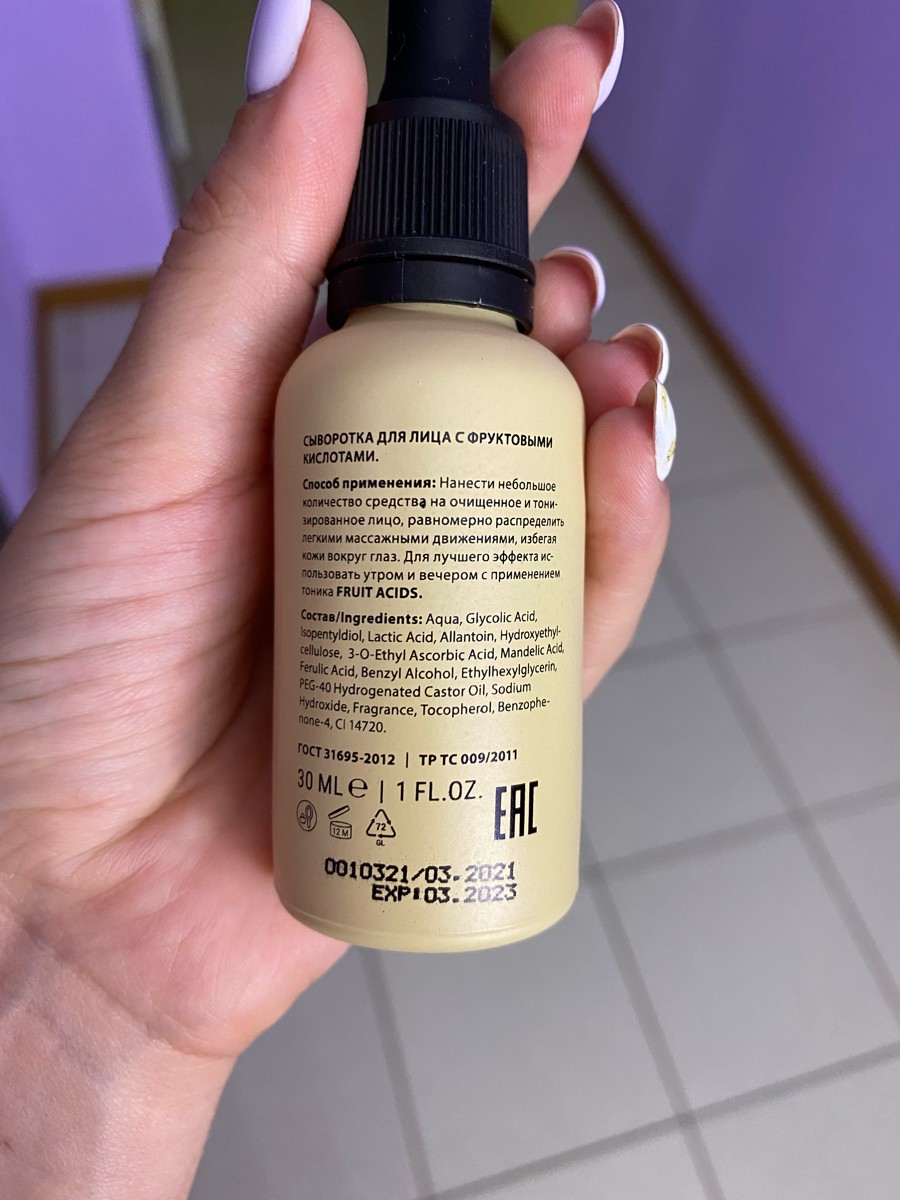 СЫВОРОТКА ДЛЯ ЛИЦА С ФРУКТОВЫМИ
КИСЛОТАМИ.
Способ применения: Нанести небольшое
количество средства на очищенное и тони-
зированное лицо, равномерно распределить
легкими массажными движениями, избегая
кожи вокруг глаз. Для лучшего эффекта ис-
пользовать утром и вечером с применением
тоника FRUIT ACIDS.
Состав/Ingredients: Aqua, Glycolic Acid,
Isopentyldiol, Lactic Acid, Allantoin, Hydroxyethyl-
cellulose, 3-O-Ethyl Ascorbic Acid, Mandelic Acid,
Ferulic Acid, Benzyl Alcohol, Ethylhexylglycerin,
PEG-40 Hydrogenated Castor Oil, Sodium
Hydroxide, Fragrance, Tocopherol, Benzophe-
none-4, CI 14720.
ГОСТ 31695-2012 | ТР ТС 009/2011
30 ML℮ | 1 FL.OZ.
EAC
12 M
72
GL
0010321/03.2021
EXP:03.2023